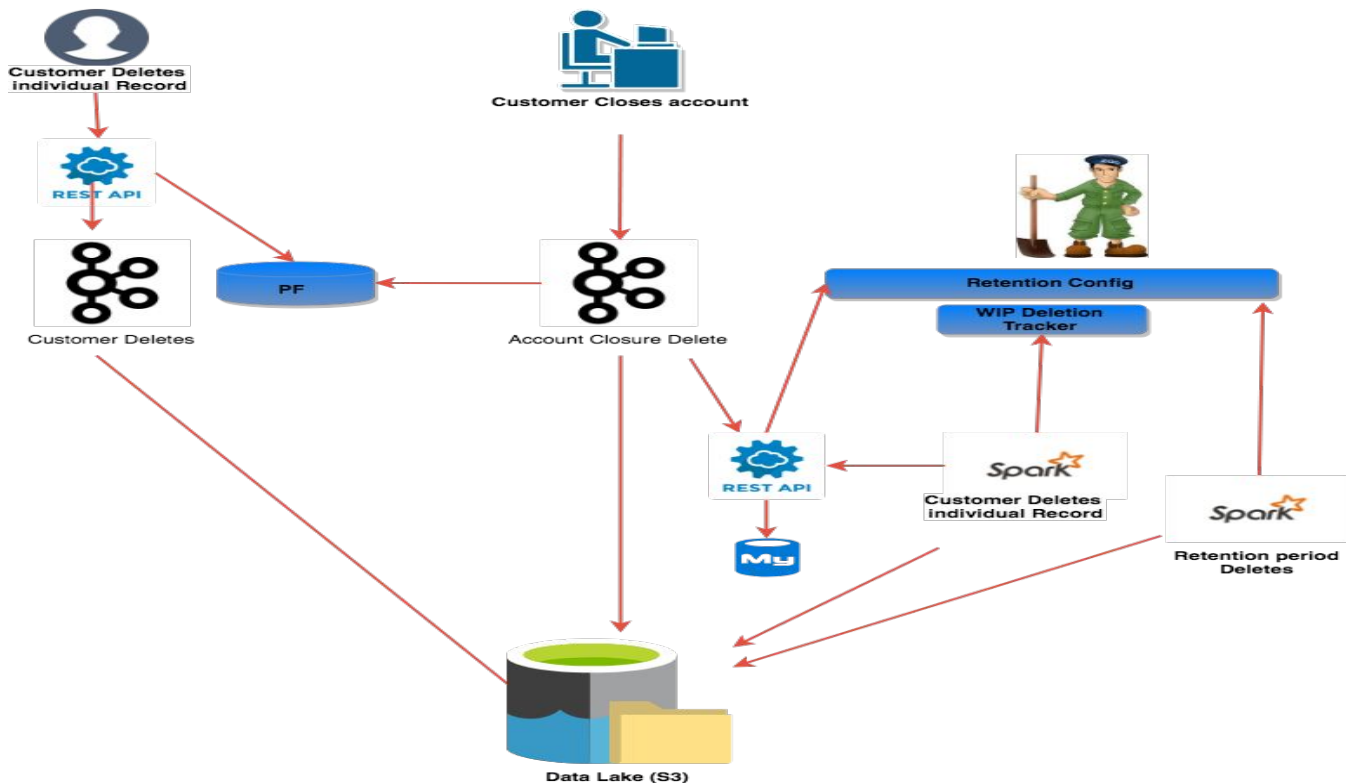 Customer Deletes
individual Record
Customer Closes account
REST API
Customer Deletes
PF
Account Closure Delete
Retention Config
WIP Deletion
Tracker
REST API
My
Spark
Customer Deletes
individual Record
Spark
Retention period
Deletes
Data Lake (S3)